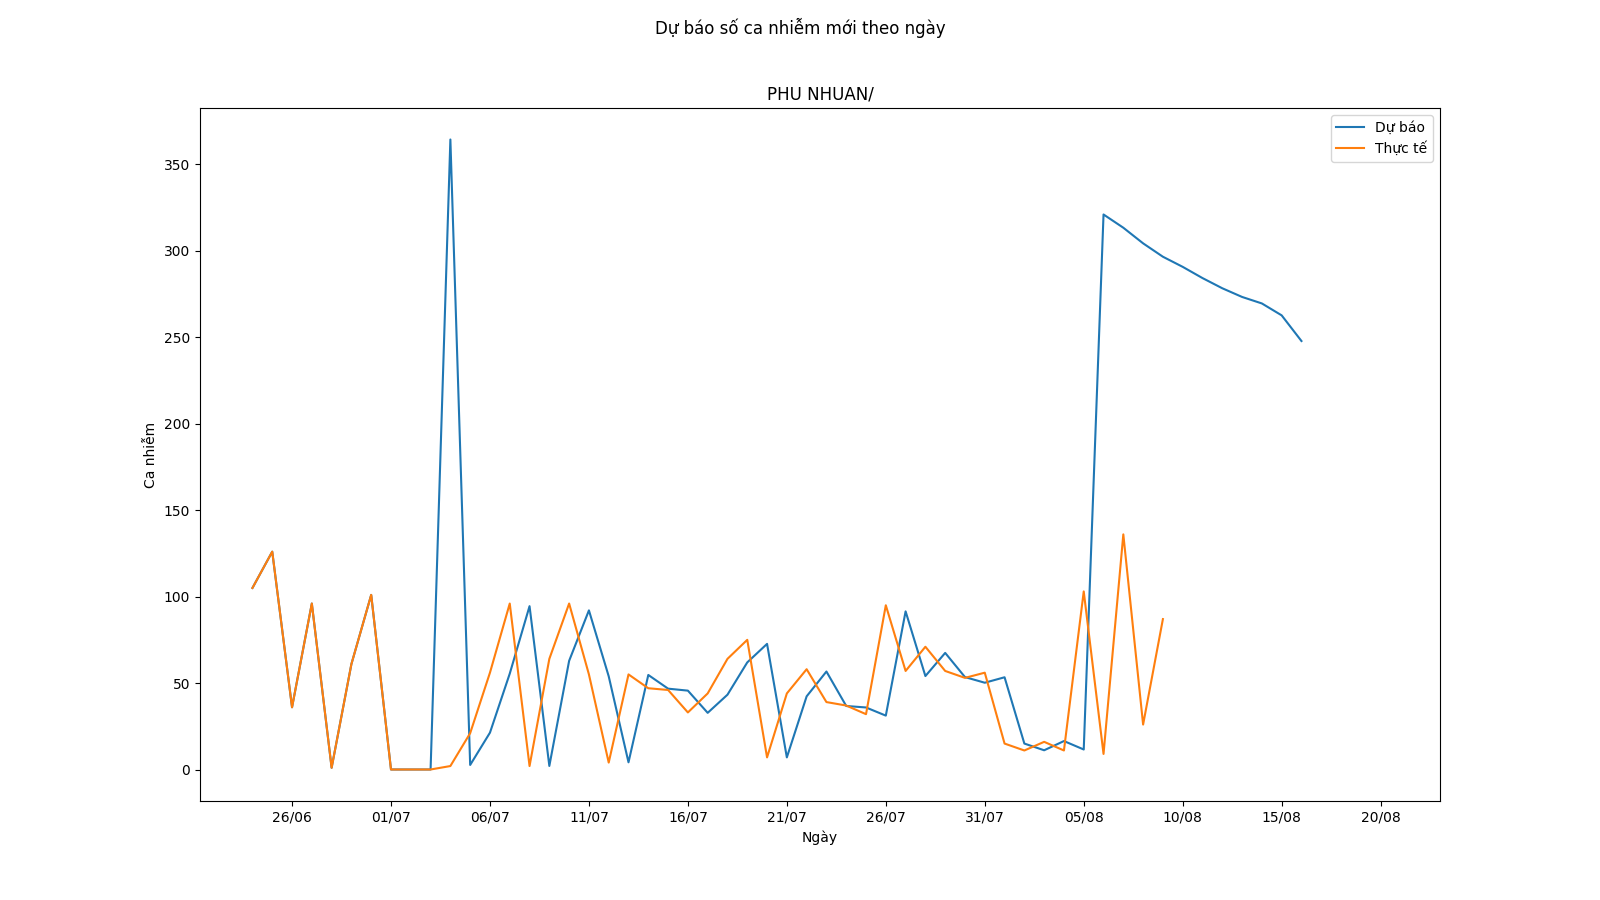 Dự báo số ca nhiễm mới theo ngày
PHU NHUAN/
Dự báo
Thực tế
350
300
250
200
150
100
50
0
Ca nhiễm
26/06 01/07 06/07 11/07 16/07 21/07 26/07 31/07 05/08 10/08 15/08 20/08
Ngày